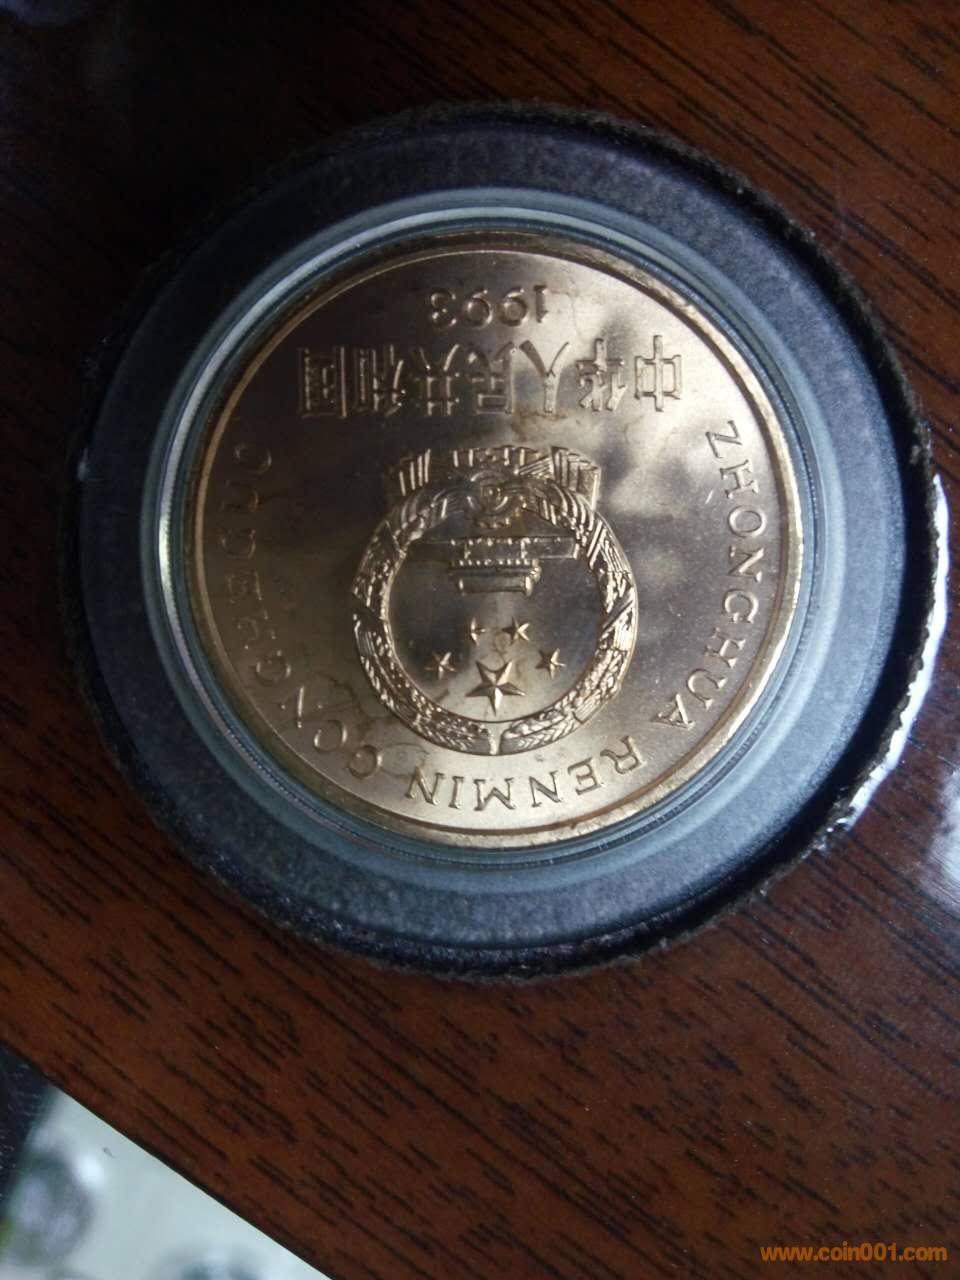 ZHONGHUA RENMIN GONGHEGUO
中华人民共和国
1993
www.coin001.com